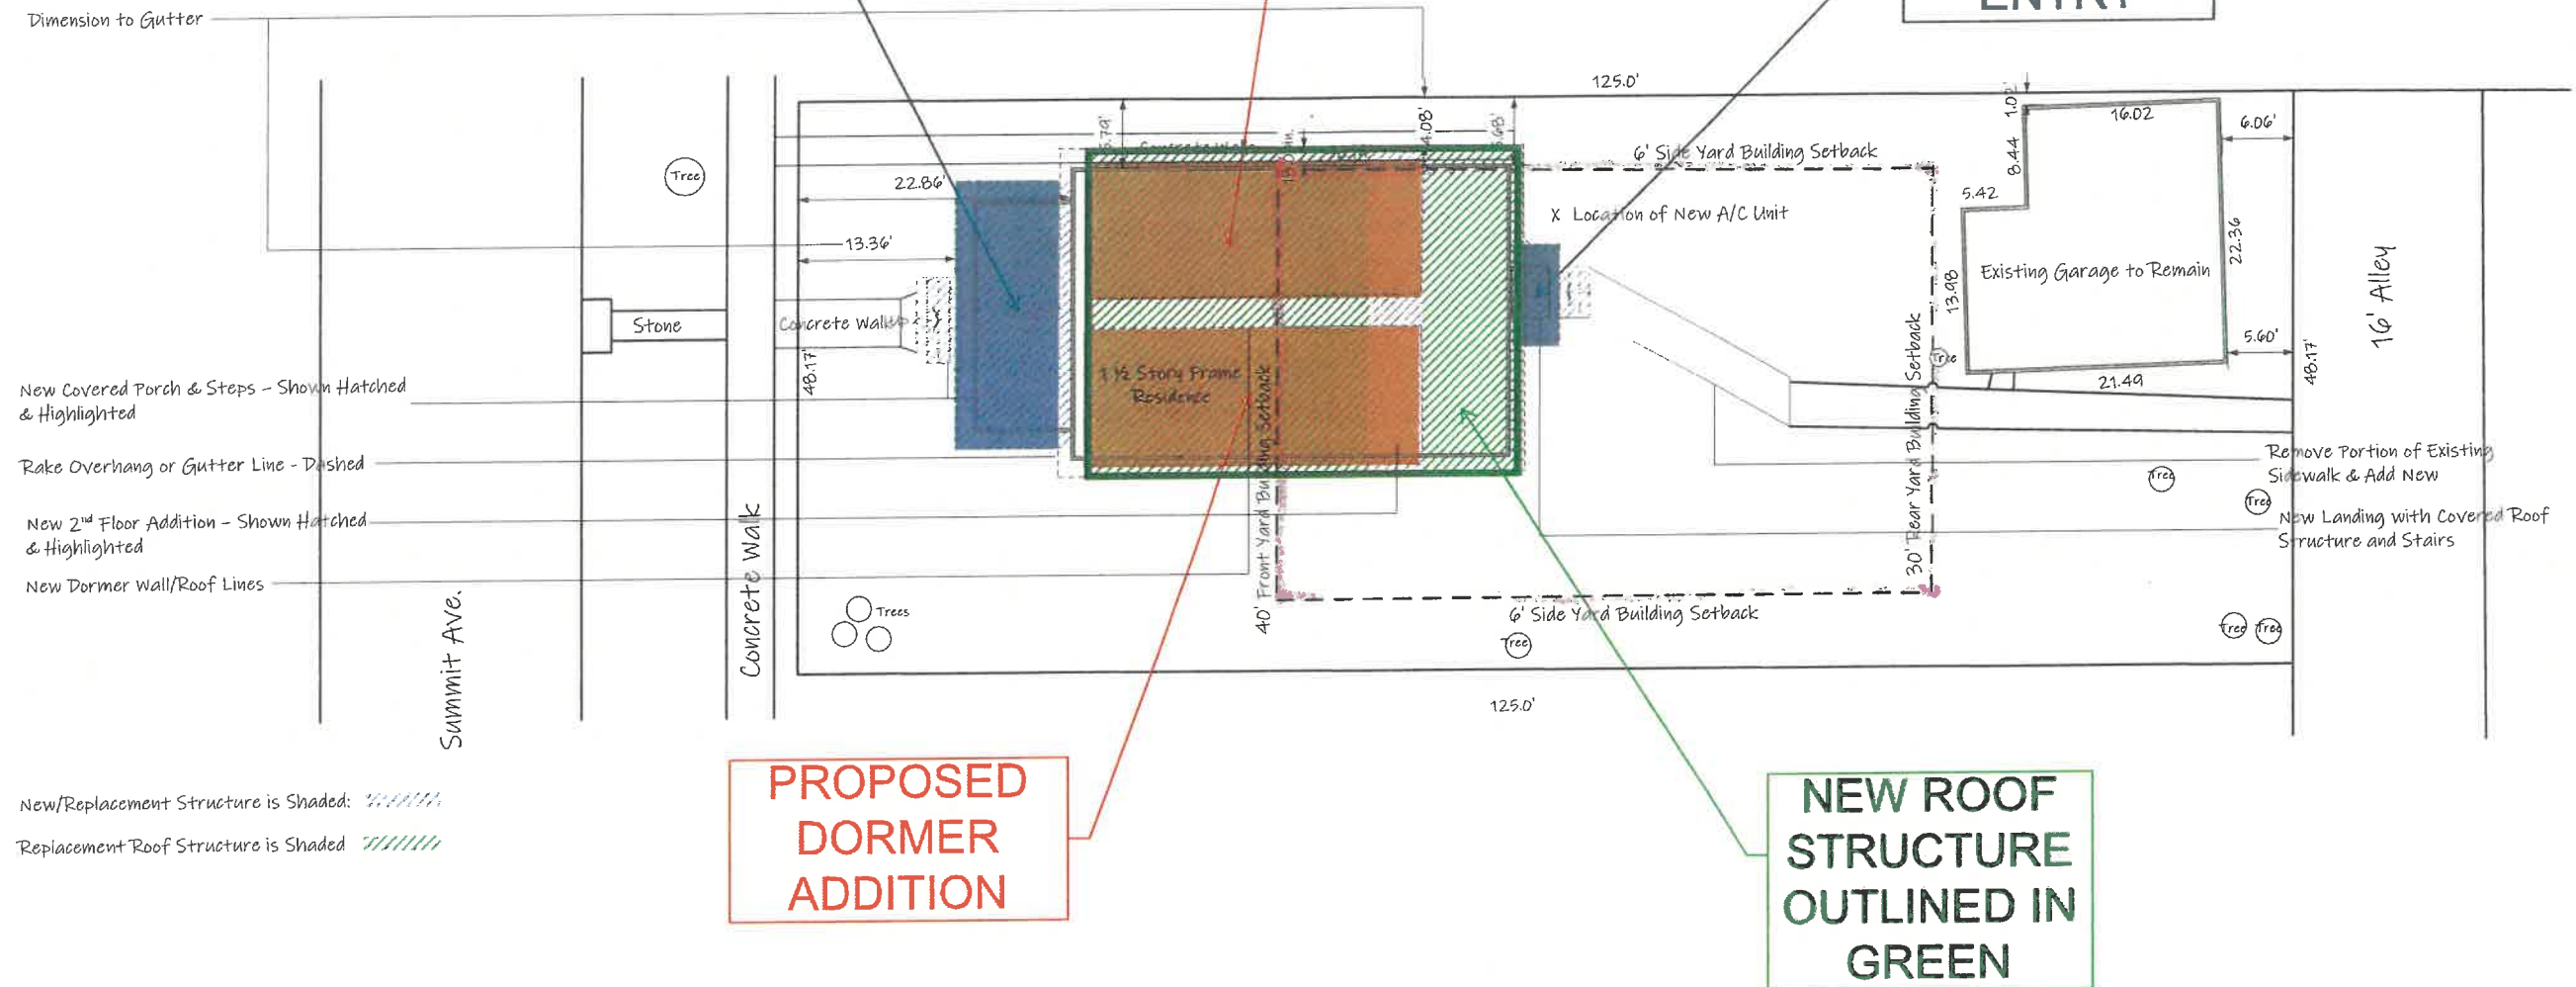 Dimension to Gutter
ENTRY
125.0'
1.02'
16.02
6.06'
8.44
5.42
22.36
13.98
Existing Garage to Remain
5.60'
21.49
16' Alley
48.17'
4.08'
6' Side Yard Building Setback
X Location of New A/C Unit
Tree
22.86'
13.36'
Stone
Concrete Walk
48.17'
1 ½ Story Frame
Residence
40' Front Yard Building Setback
30' Rear Yard Building Setback
Tree
New Covered Porch & Steps - Shown Hatched
& Highlighted
Rake Overhang or Gutter Line - Dashed
New 2nd Floor Addition - Shown Hatched
& Highlighted
New Dormer Wall/Roof Lines
Remove Portion of Existing
Sidewalk & Add New
Tree
Tree
New Landing with Covered Roof
Structure and Stairs
Summit Ave.
Concrete Walk
Trees
6' Side Yard Building Setback
Tree
Tree
Tree
125.0'
New/Replacement Structure is Shaded:
Replacement Roof Structure is Shaded
PROPOSED
DORMER
ADDITION
NEW ROOF
STRUCTURE
OUTLINED IN
GREEN